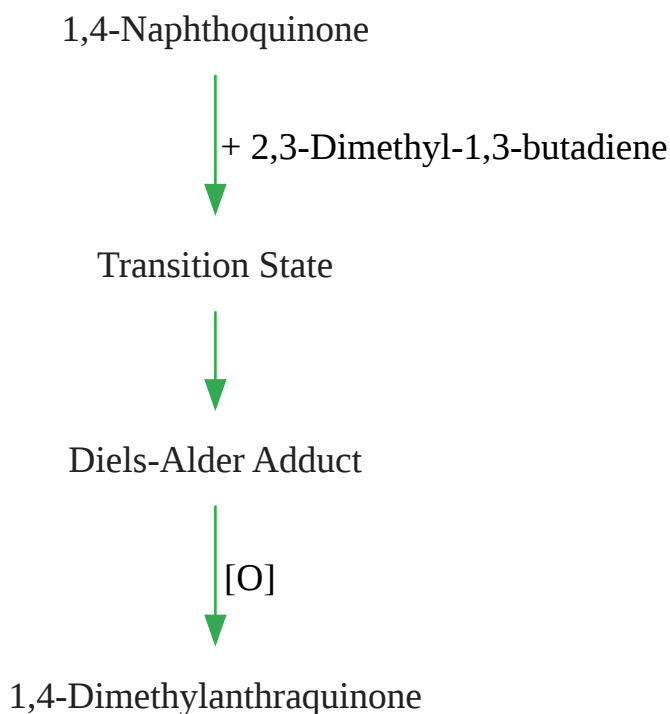 1,4-Naphthoquinone
+ 2,3-Dimethyl-1,3-butadiene
Transition State
Diels-Alder Adduct
[O]
1,4-Dimethylanthraquinone